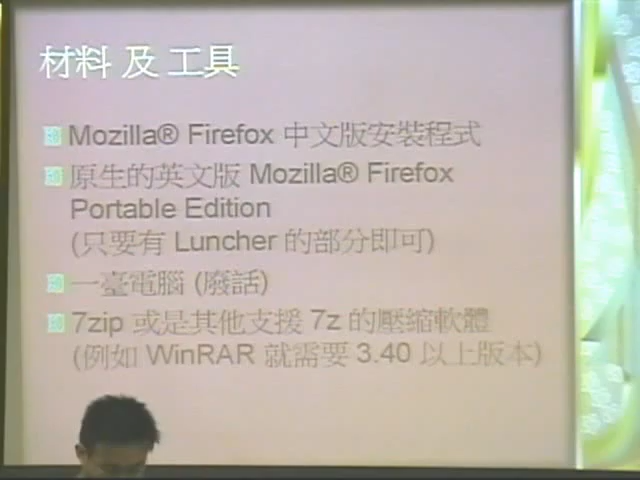 材料 及 工具
Mozilla® Firefox 中文版安裝程式
原生的英文版 Mozilla® Firefox
Portable Edition
(只要有 Luncher 的部分即可)
一臺電腦 (廢話)
7zip 或是其他支援 7z 的壓縮軟體
(例如 WinRAR 就需要 3.40 以上版本)